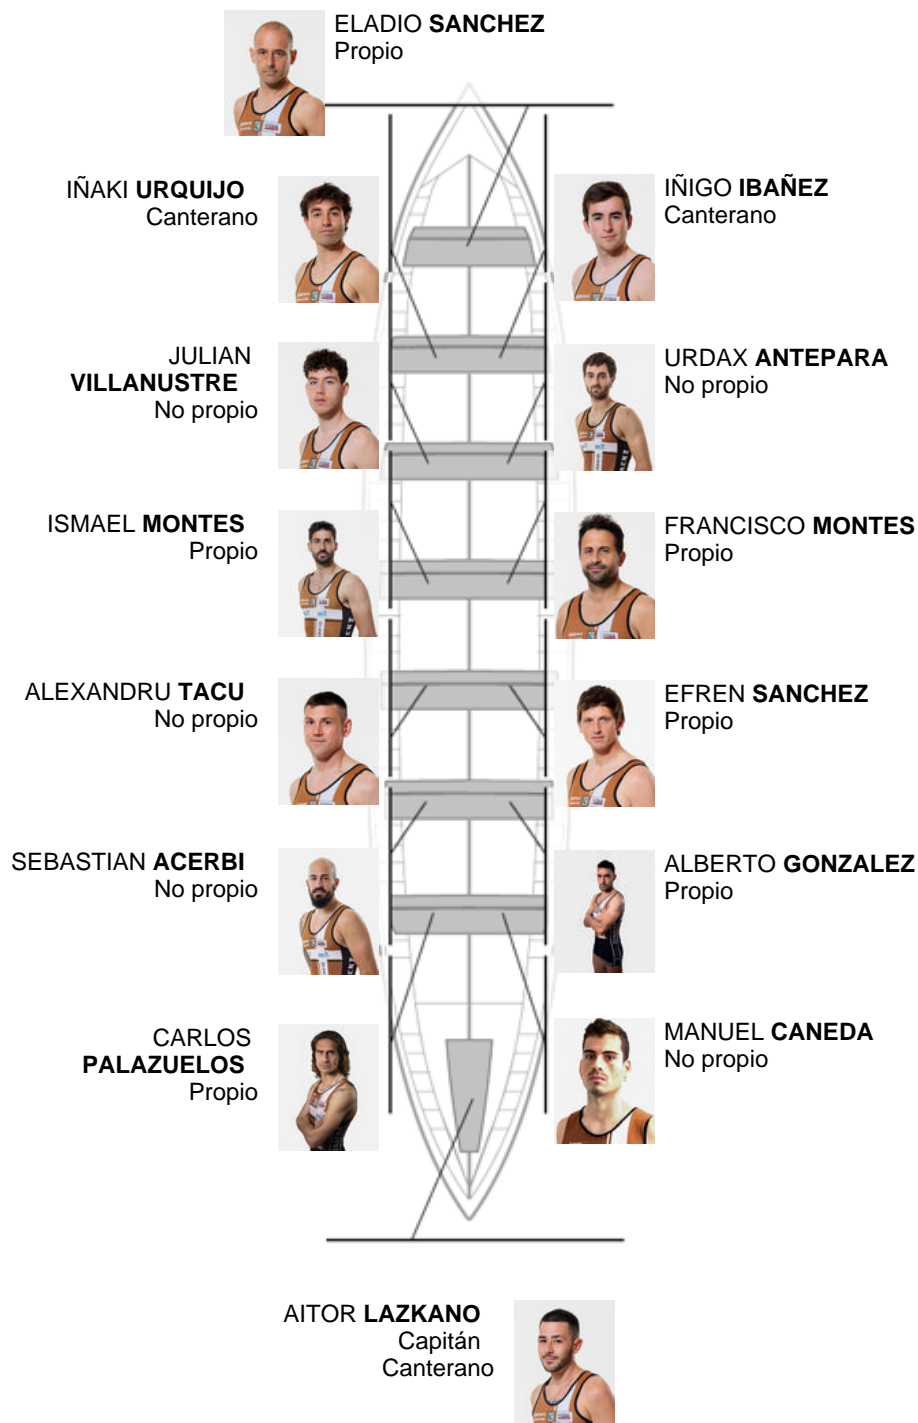 ELADIO SANCHEZ
Propio
IÑAKI URQUIJO
Canterano
IÑIGO IBAÑEZ
Canterano
JULIAN
VILLANUSTRE
No propio
URDAX ANTEPARA
No propio
ISMAEL MONTES
Propio
FRANCISCO MONTES
Propio
ALEXANDRU TACU
No propio
EFREN SANCHEZ
Propio
SEBASTIAN ACERBI
No propio
ALBERTO GONZALEZ
Propio
CARLOS
PALAZUELOS
Propio
MANUEL CANEDA
No propio
AITOR LAZKANO
Capitán
Canterano